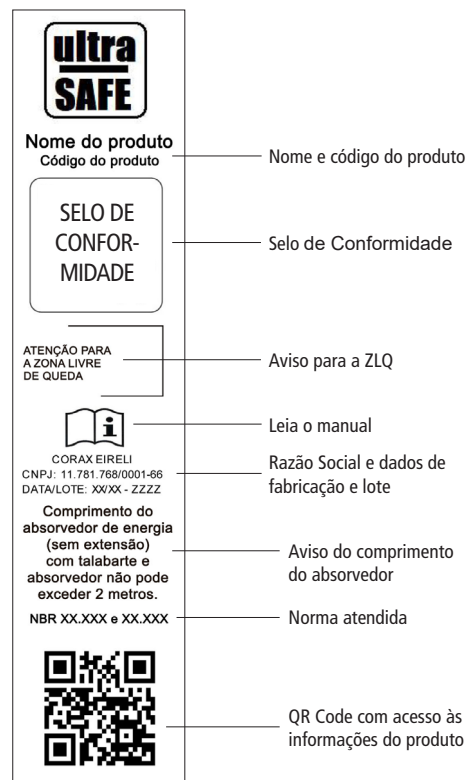 ultra
SAFE
Nome do produto
Código do produto
Nome e código do produto
SELO DE
CONFOR-
MIDADE
Selo de Conformidade
ATENÇÃO PARA
A ZONA LIVRE
DE QUEDA
Aviso para a ZLQ
i
Leia o manual
CORAX EIRELI
CNPJ: 11.781.768/0001-66
DATA/LOTE: XX/XX - ZZZZ
Razão Social e dados de
fabricação e lote
Comprimento do
absorvedor de energia
(sem extensão)
com talabarte e
absorvedor não pode
exceder 2 metros.
Aviso do comprimento
do absorvedor
NBR XX.XXX e XX.XXX
Norma atendida
QR Code com acesso às
informações do produto